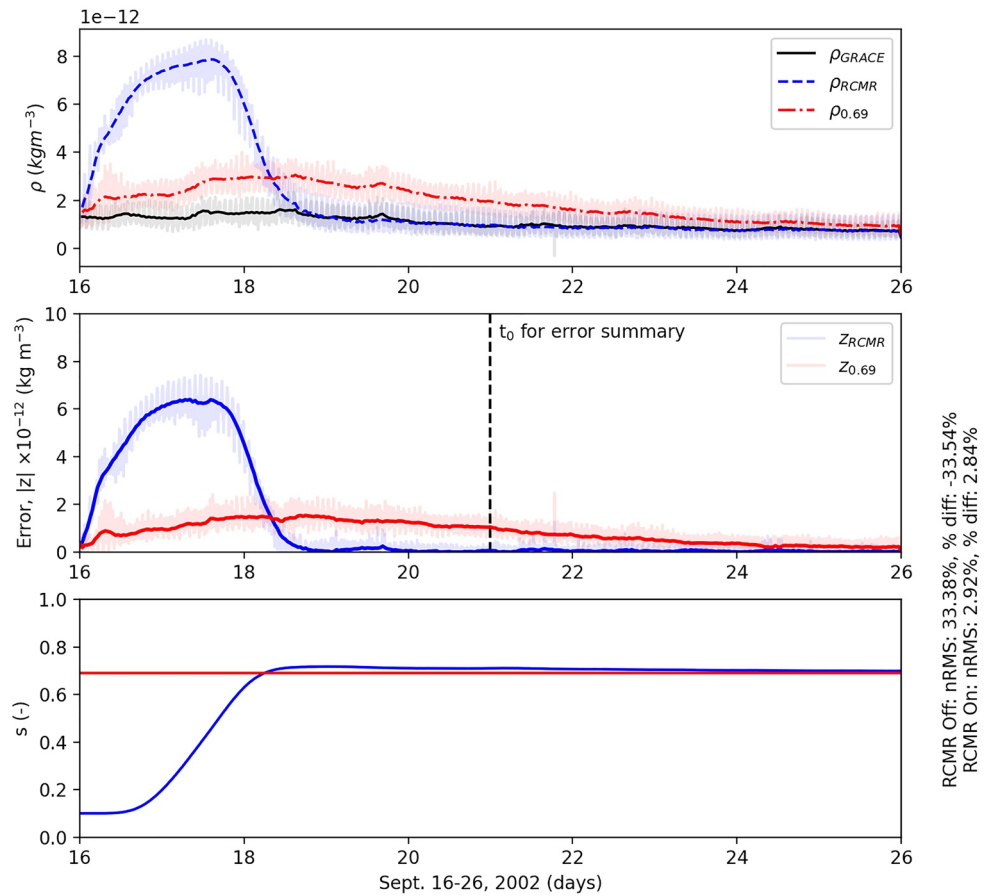 1e−12
8
6
4
2
0
ρ (kgm⁻³)
ρGRACE
ρRCMR
ρ0.69
16 18 20 22 24 26
10
8
6
4
2
0
Error, |z| ×10⁻¹² (kg m⁻³)
t₀ for error summary
zRCMR
z0.69
16 18 20 22 24 26
1.0
0.8
0.6
0.4
0.2
0.0
s (-)
16 18 20 22 24 26
Sept. 16-26, 2002 (days)
RCMR Off: nRMS: 33.38%, % diff: -33.54%
RCMR On: nRMS: 2.92%, % diff: 2.84%